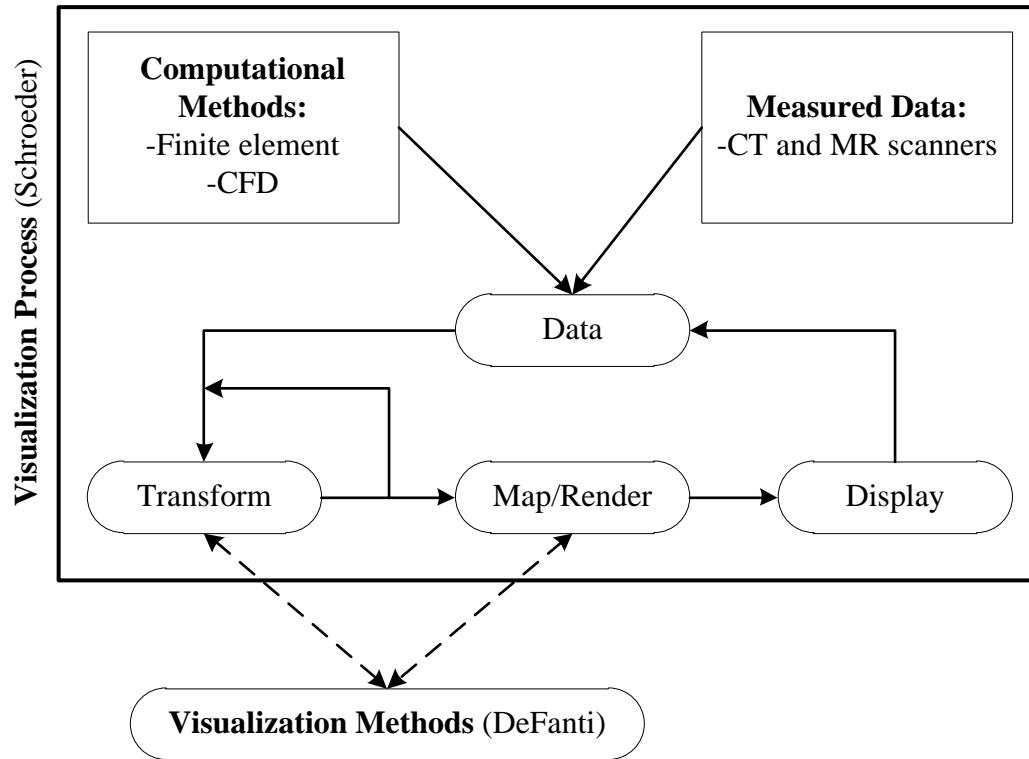 Visualization Process (Schroeder)
Computational
Methods:
-Finite element
-CFD
Measured Data:
-CT and MR scanners
Data
Transform
Map/Render
Display
Visualization Methods (DeFanti)